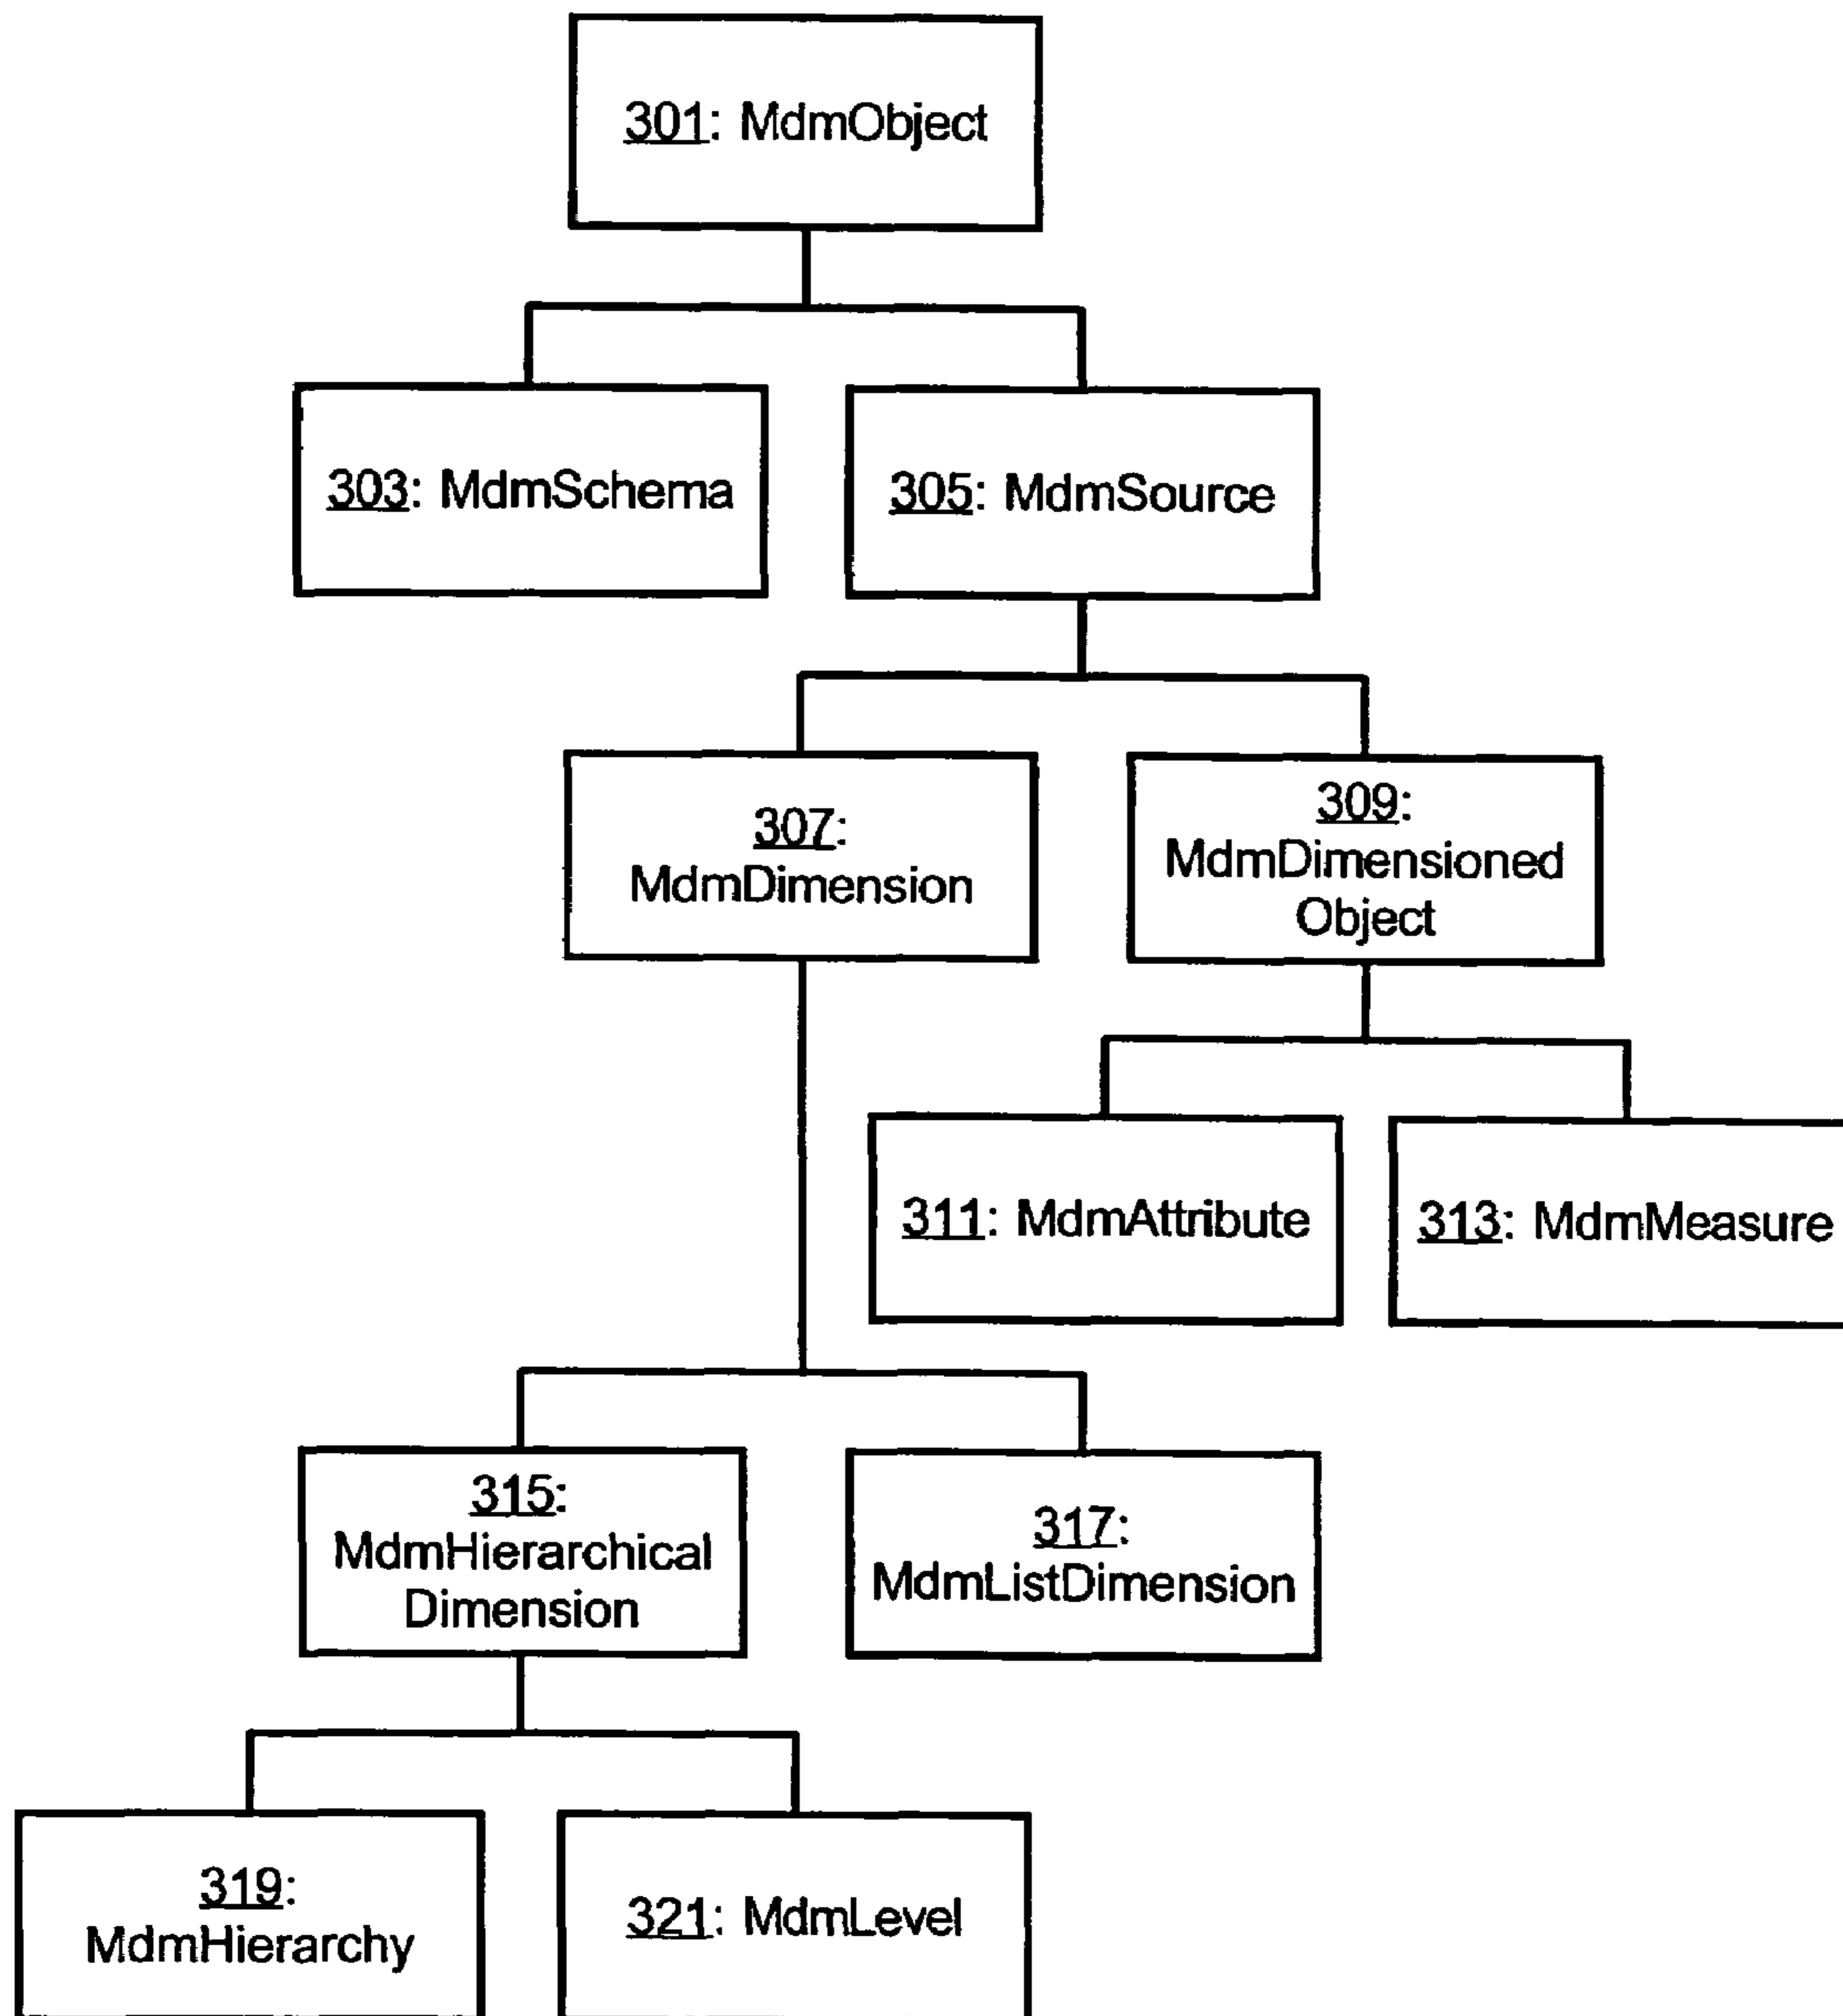 301: MdmObject
303: MdmSchema
305: MdmSource
307:
MdmDimension
309:
MdmDimensioned
Object
311: MdmAttribute
313: MdmMeasure
315:
MdmHierarchical
Dimension
317:
MdmListDimension
319:
MdmHierarchy
321: MdmLevel